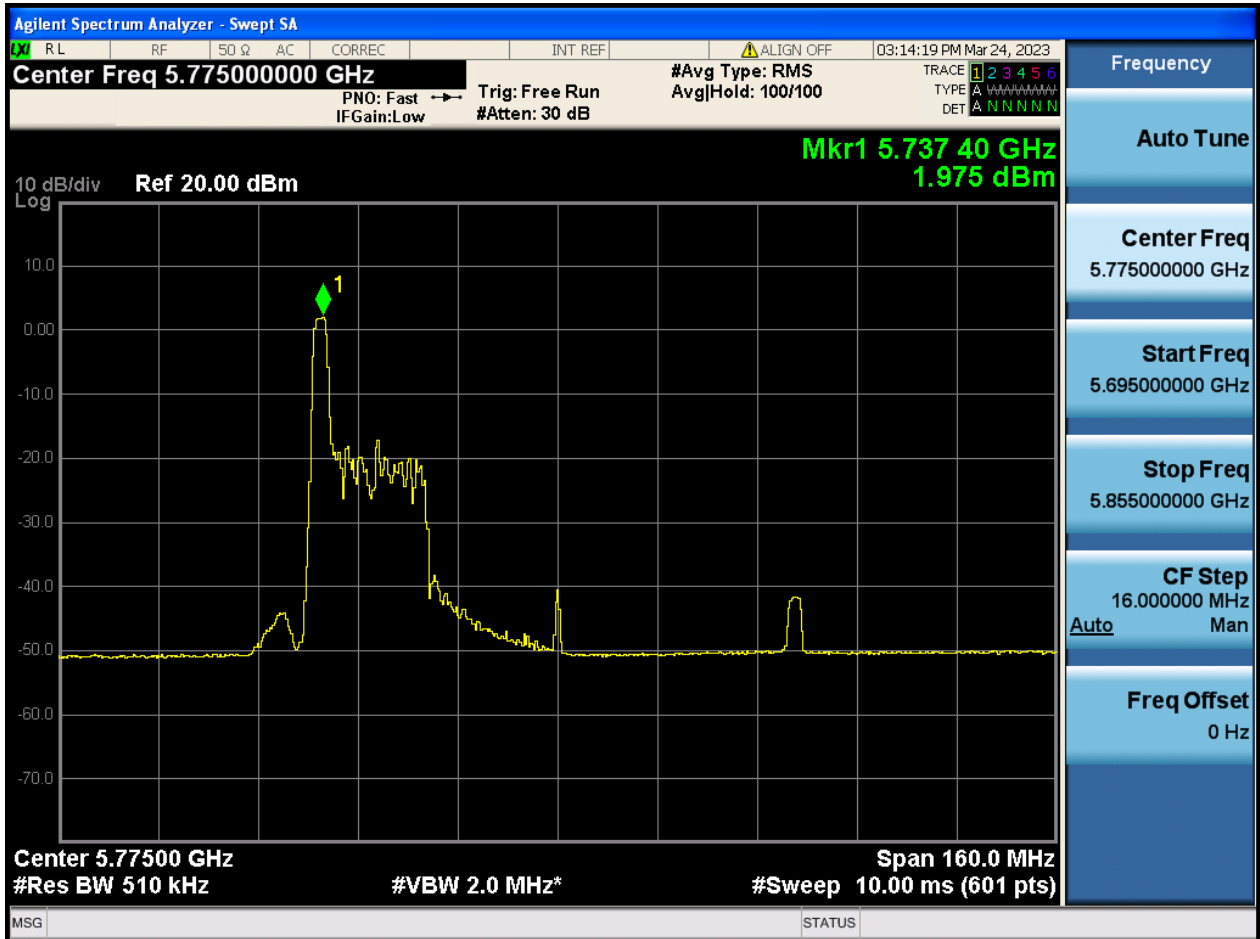 Agilent Spectrum Analyzer - Swept SA
LXI RL RF 50 Ω AC CORREC INT REF ALIGN OFF 03:14:19 PM Mar 24, 2023
Center Freq 5.775000000 GHz
PNO: Fast
IFGain:Low
Trig: Free Run
#Atten: 30 dB
#Avg Type: RMS
Avg|Hold: 100/100
TRACE 1 2 3 4 5 6
TYPE A WWWWWW
DET A N N N N N
Mkr1 5.737 40 GHz
1.975 dBm
10 dB/div Ref 20.00 dBm
Log
10.0
1
0.00
-10.0
-20.0
-30.0
-40.0
-50.0
-60.0
-70.0
Center 5.77500 GHz Span 160.0 MHz
#Res BW 510 kHz #VBW 2.0 MHz* #Sweep 10.00 ms (601 pts)
MSG STATUS
Frequency
Auto Tune
Center Freq
5.775000000 GHz
Start Freq
5.695000000 GHz
Stop Freq
5.855000000 GHz
CF Step
16.000000 MHz
Auto Man
Freq Offset
0 Hz